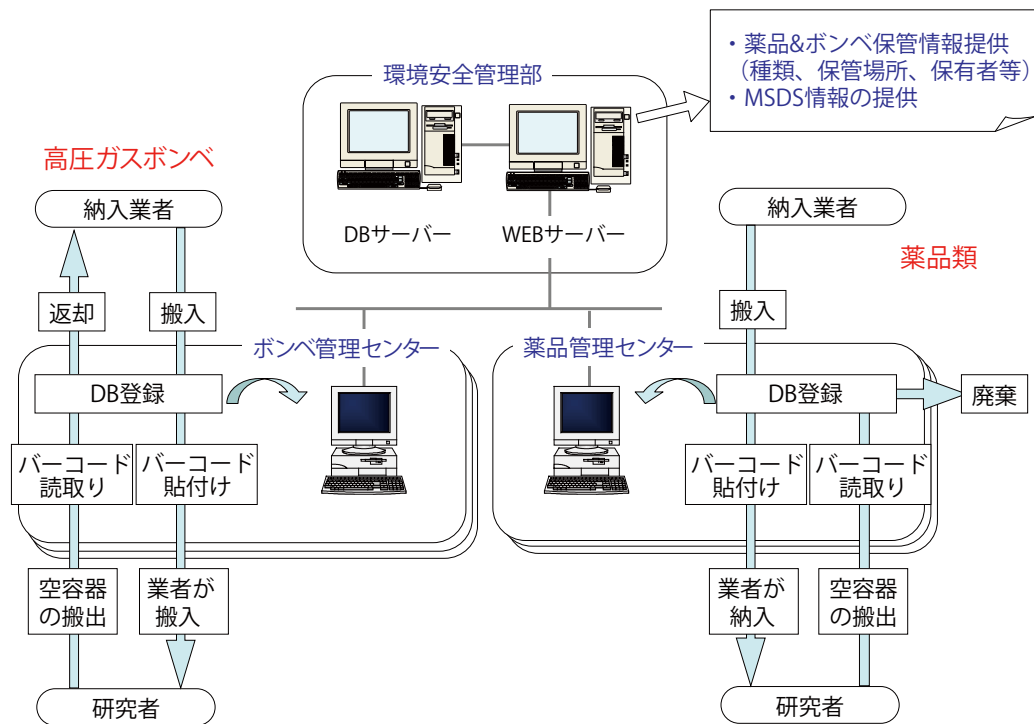 ・薬品&ボンベ保管情報提供
（種類、保管場所、保有者等）
・MSDS情報の提供
環境安全管理部
DBサーバー
WEBサーバー
高圧ガスボンベ
納入業者
返却
搬入
ボンベ管理センター
DB登録
バーコード
読取り
バーコード
貼付け
空容器
の搬出
業者が
搬入
研究者
薬品類
納入業者
搬入
薬品管理センター
DB登録
廃棄
バーコード
貼付け
バーコード
読取り
業者が
納入
空容器
の搬出
研究者